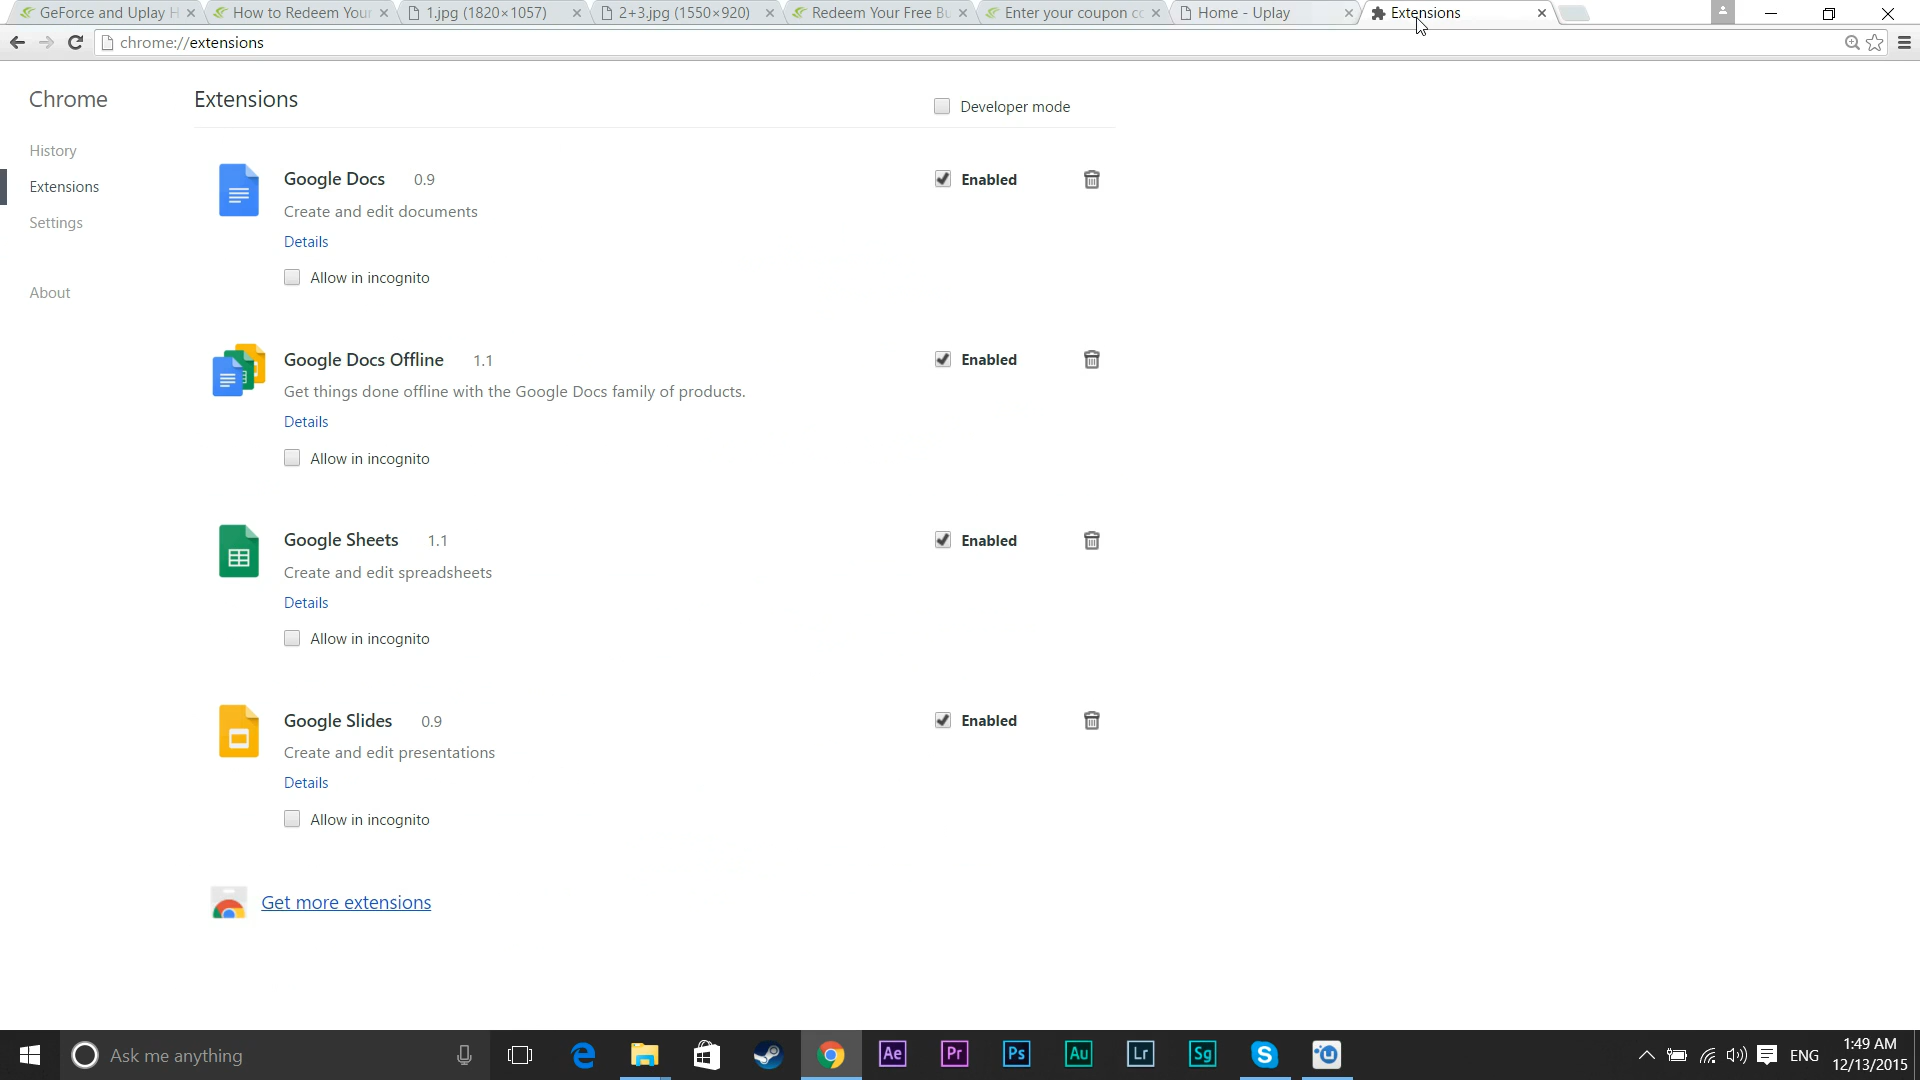 GeForce and Uplay H
How to Redeem Your
1.jpg (1820×1057)
2+3.jpg (1550×920)
Redeem Your Free Bu
Enter your coupon co
Home - Uplay
Extensions
chrome://extensions
Chrome
Extensions
Developer mode
History
Extensions
Settings
About
Google Docs 0.9
Enabled
Create and edit documents
Details
Allow in incognito
Google Docs Offline 1.1
Enabled
Get things done offline with the Google Docs family of products.
Details
Allow in incognito
Google Sheets 1.1
Enabled
Create and edit spreadsheets
Details
Allow in incognito
Google Slides 0.9
Enabled
Create and edit presentations
Details
Allow in incognito
Get more extensions
Ask me anything
Ae
Pr
Ps
Au
Lr
Sg
ENG
1:49 AM
12/13/2015